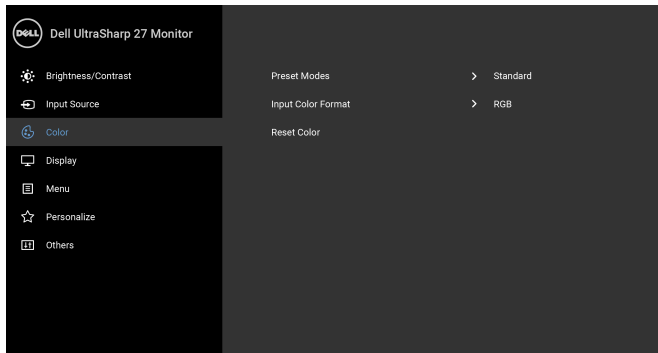 DELL Dell UltraSharp 27 Monitor
Brightness/Contrast
Input Source
Color
Display
Menu
Personalize
Others
Preset Modes Standard
Input Color Format RGB
Reset Color